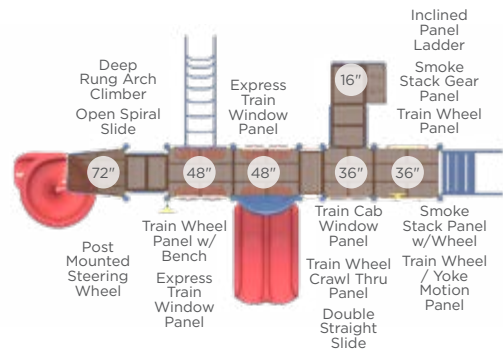 Inclined
Panel
Ladder
Deep
Rung Arch
Climber
Open Spiral
Slide
Express
Train
Window
Panel
16"
Smoke
Stack Gear
Panel
Train Wheel
Panel
72"
48"
48"
36"
36"
Post
Mounted
Steering
Wheel
Train Wheel
Panel w/
Bench
Express
Train
Window
Panel
Train Cab
Window
Panel
Train Wheel
Crawl Thru
Panel
Double
Straight
Slide
Smoke
Stack Panel
w/Wheel
Train Wheel
/ Yoke
Motion
Panel